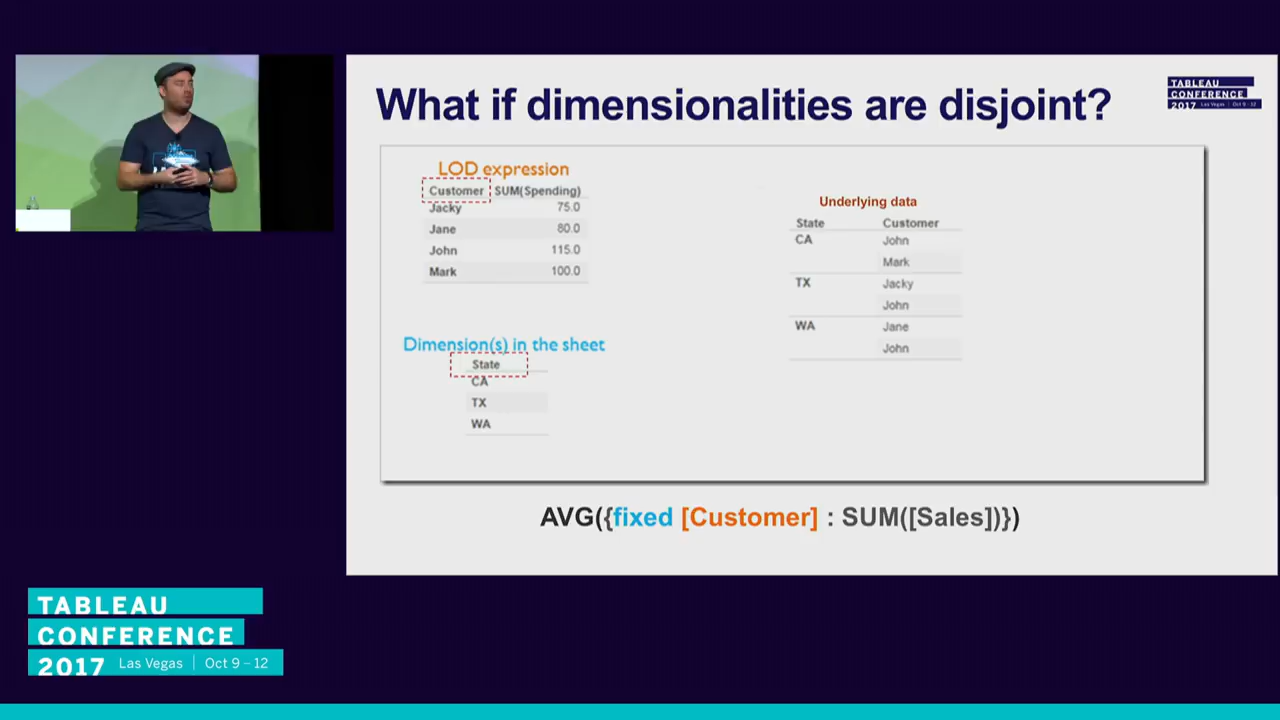 What if dimensionalities are disjoint?
TABLEAU
CONFERENCE
2017 Las Vegas | Oct 9 - 12
LOD expression
Customer SUM(Spending)
Jacky 75.0
Jane 80.0
John 115.0
Mark 100.0
Dimension(s) in the sheet
State
CA
TX
WA
Underlying data
State Customer
CA John
Mark
TX Jacky
John
WA Jane
John
AVG({fixed [Customer] : SUM([Sales])})
TABLEAU
CONFERENCE
2017 Las Vegas | Oct 9 – 12